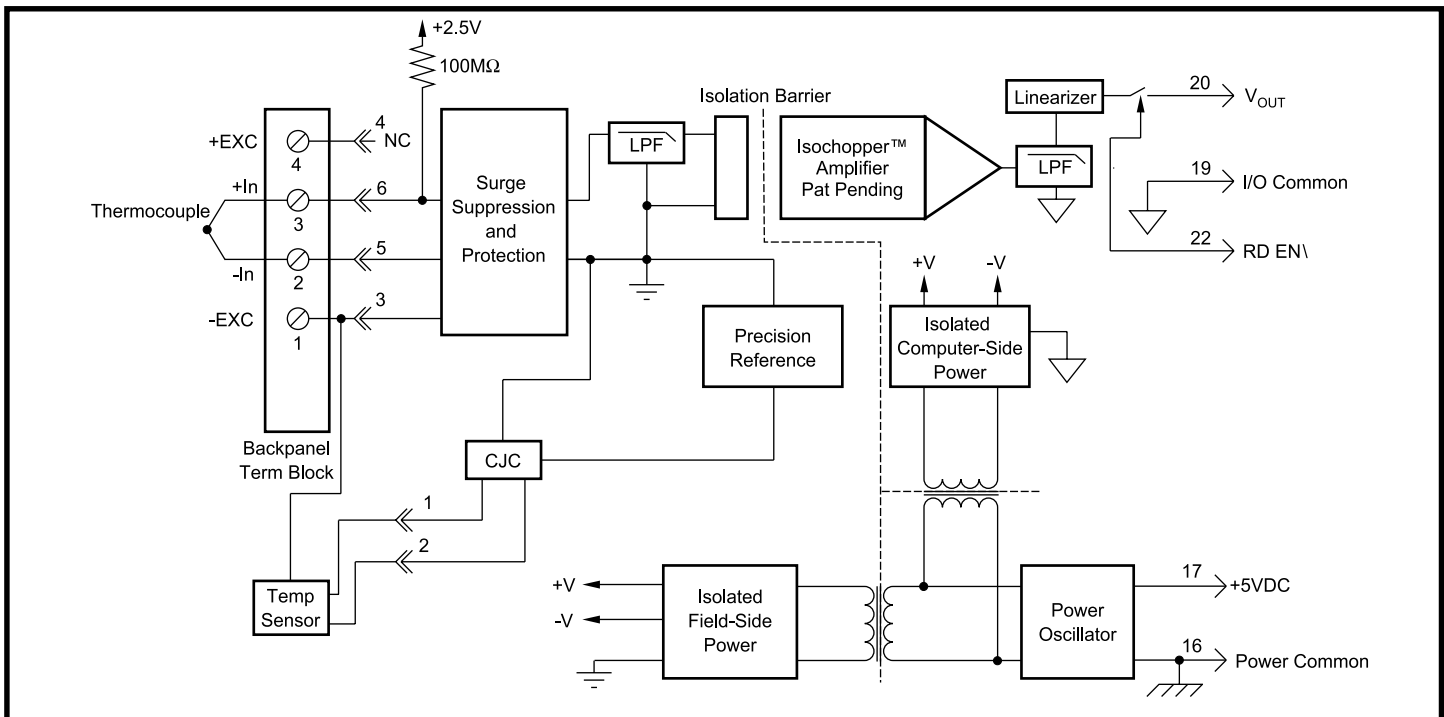 +2.5V
100MΩ
Isolation Barrier
Linearizer
20
V_OUT
+EXC
4
4
NC
LPF
Isochopper™
Amplifier
Pat Pending
LPF
19
I/O Common
+In
3
6
Thermocouple
Surge
Suppression
and
Protection
-In
2
5
22
RD EN\
-EXC
1
3
+V
-V
Precision
Reference
Isolated
Computer-Side
Power
Backpanel
Term Block
CJC
1
2
Temp
Sensor
+V
-V
Isolated
Field-Side
Power
Power
Oscillator
17
+5VDC
16
Power Common